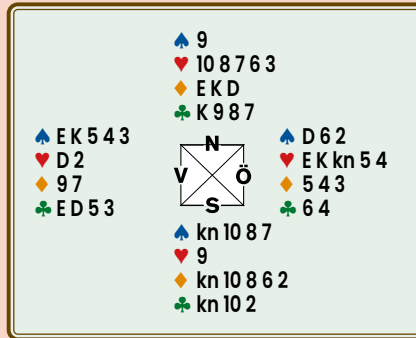 ♠ 9
♥ 10 8 7 6 3
♦ E K D
♣ K 9 8 7
♠ E K 5 4 3
♥ D 2
♦ 9 7
♣ E D 5 3
N
V Ö
S
♠ D 6 2
♥ E K kn 5 4
♦ 5 4 3
♣ 6 4
♠ kn 10 8 7
♥ 9
♦ kn 10 8 6 2
♣ kn 10 2